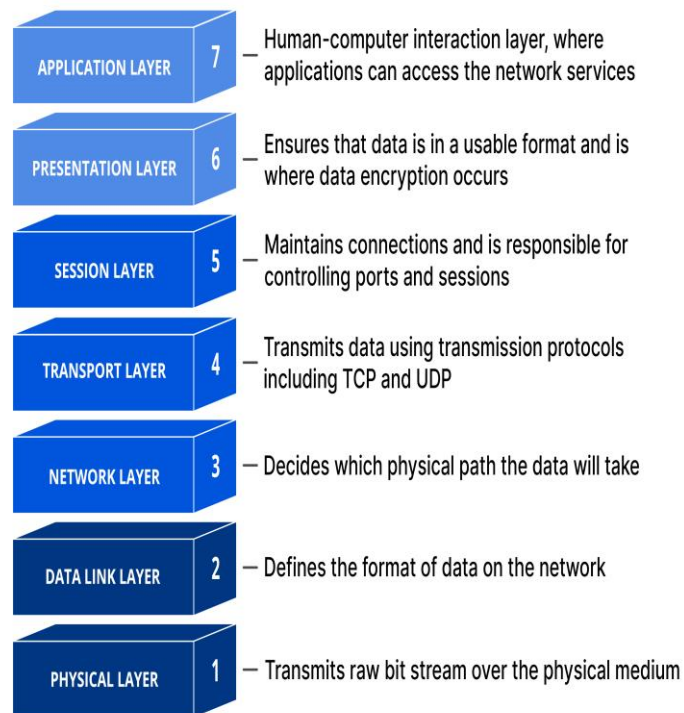 APPLICATION LAYER 7 – Human-computer interaction layer, where
applications can access the network services
PRESENTATION LAYER 6 – Ensures that data is in a usable format and is
where data encryption occurs
SESSION LAYER 5 – Maintains connections and is responsible for
controlling ports and sessions
TRANSPORT LAYER 4 – Transmits data using transmission protocols
including TCP and UDP
NETWORK LAYER 3 – Decides which physical path the data will take
DATA LINK LAYER 2 – Defines the format of data on the network
PHYSICAL LAYER 1 – Transmits raw bit stream over the physical medium